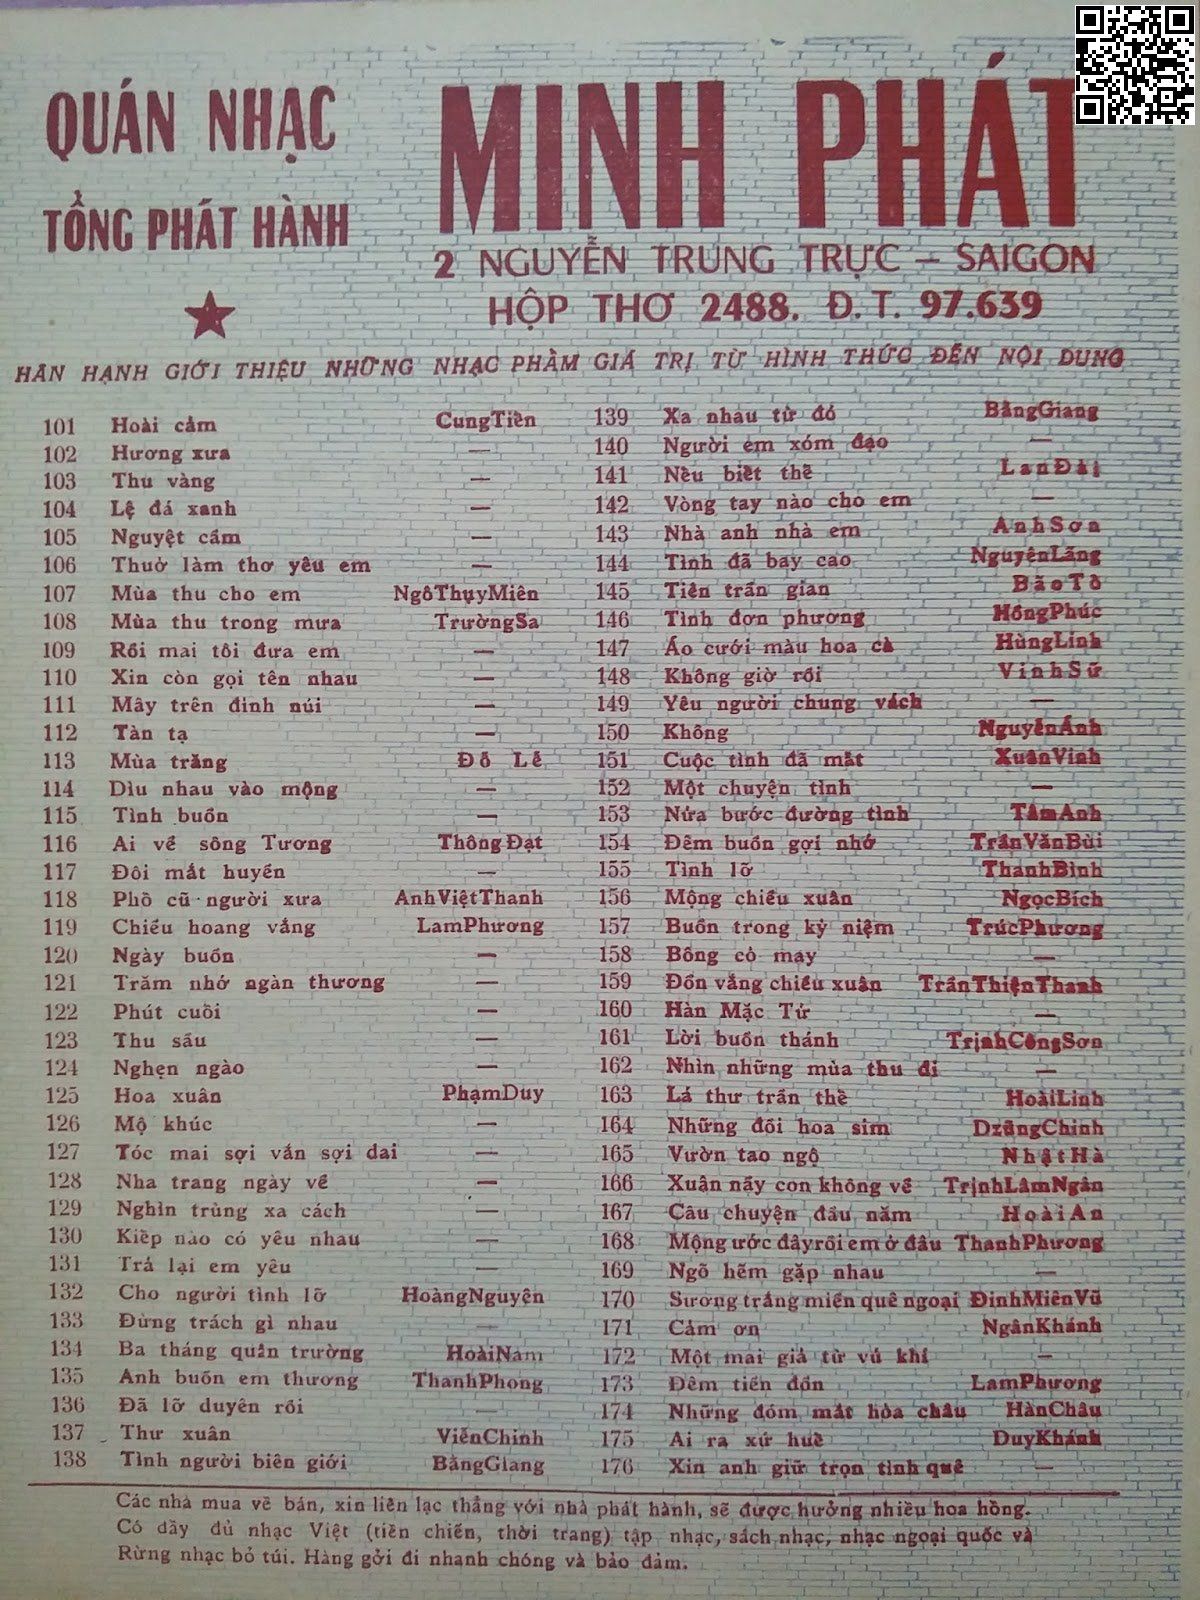 QUÁN NHẠC
TỔNG PHÁT HÀNH
MINH PHÁT
2 NGUYỄN TRUNG TRỰC — SAIGON
HỘP THƠ 2488. Đ.T. 97.639
HÂN HẠNH GIỚI THIỆU NHỮNG NHẠC PHẨM GIÁ TRỊ TỪ HÌNH THỨC ĐẾN NỘI DUNG
101 Hoài cảm CungTiến
102 Hương xưa —
103 Thu vàng —
104 Lệ đá xanh —
105 Nguyệt cầm —
106 Thuở làm thơ yêu em —
107 Mùa thu cho em NgôThụyMiên
108 Mùa thu trong mưa TrườngSa
109 Rồi mai tôi đưa em —
110 Xin còn gọi tên nhau —
111 Mây trên đỉnh núi —
112 Tàn tạ —
113 Mùa trăng Đỗ Lễ
114 Dìu nhau vào mộng —
115 Tình buồn —
116 Ai về sông Tương ThôngĐạt
117 Đôi mắt huyền —
118 Phố cũ người xưa AnhViệtThanh
119 Chiều hoang vắng LamPhương
120 Ngày buồn —
121 Trăm nhớ ngàn thương —
122 Phút cuối —
123 Thu sầu —
124 Nghẹn ngào —
125 Hoa xuân PhạmDuy
126 Mộ khúc —
127 Tóc mai sợi vắn sợi dai —
128 Nha trang ngày về —
129 Nghìn trùng xa cách —
130 Kiếp nào có yêu nhau —
131 Trả lại em yêu —
132 Cho người tình lỡ HoàngNguyên
133 Đừng trách gì nhau —
134 Ba tháng quân trường HoàiNam
135 Anh buồn em thương ThanhPhong
136 Đã lỡ duyên rồi —
137 Thư xuân ViễnChinh
138 Tình người biên giới BằngGiang
139 Xa nhau từ đó BằngGiang
140 Người em xóm đạo —
141 Nếu biết thế LanĐài
142 Vòng tay nào cho em —
143 Nhà anh nhà em AnhSơn
144 Tình đã bay cao NguyênLãng
145 Tiên trần gian BãoTô
146 Tình đơn phương HồngPhúc
147 Áo cưới màu hoa cà HùngLinh
148 Không giờ rồi VinhSử
149 Yêu người chung vách —
150 Không NguyễnÁnh
151 Cuộc tình đã mất XuânVinh
152 Một chuyện tình —
153 Nửa bước đường tình TâmAnh
154 Đêm buồn gợi nhớ TrầnVănBùi
155 Tình lỡ ThanhBình
156 Mộng chiều xuân NgọcBích
157 Buồn trong kỷ niệm TrúcPhương
158 Bông cỏ may —
159 Đồn vắng chiều xuân TrầnThiệnThanh
160 Hàn Mặc Tử —
161 Lời buồn thánh TrịnhCôngSơn
162 Nhìn những mùa thu đi —
163 Lá thư trần thế HoàiLinh
164 Những đồi hoa sim DzũngChinh
165 Vườn tao ngộ NhậtHà
166 Xuân nầy con không về TrịnhLâmNgân
167 Câu chuyện đầu năm HoàiAn
168 Mộng ước đây rồi em ở đâu ThanhPhương
169 Ngõ hẽm gặp nhau —
170 Sương trắng miền quê ngoại ĐinhMiênVũ
171 Cảm ơn NgânKhánh
172 Một mai giả từ vủ khí —
173 Đêm tiền đồn LamPhương
174 Những đóm mắt hỏa châu HànChâu
175 Ai ra xứ huế DuyKhánh
176 Xin anh giữ trọn tình quê —
Các nhà mua về bán, xin liên lạc thẳng với nhà phát hành, sẽ được hưởng nhiều hoa hồng.
Có đầy đủ nhạc Việt (tiền chiến, thời trang) tập nhạc, sách nhạc, nhạc ngoại quốc và
Rừng nhạc bỏ túi. Hàng gởi đi nhanh chóng và bảo đảm.